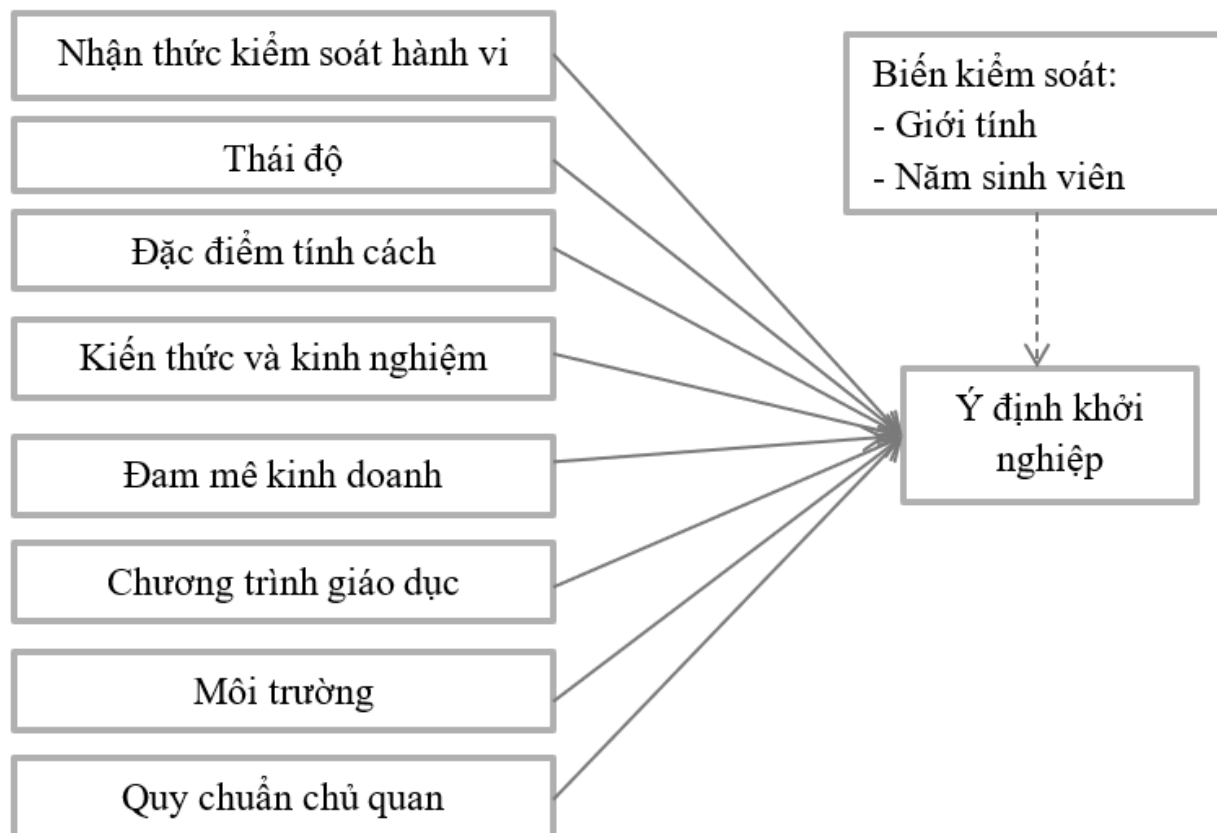 Nhận thức kiểm soát hành vi
Thái độ
Đặc điểm tính cách
Kiến thức và kinh nghiệm
Đam mê kinh doanh
Chương trình giáo dục
Môi trường
Quy chuẩn chủ quan
Biến kiểm soát:
- Giới tính
- Năm sinh viên
Ý định khởi
nghiệp